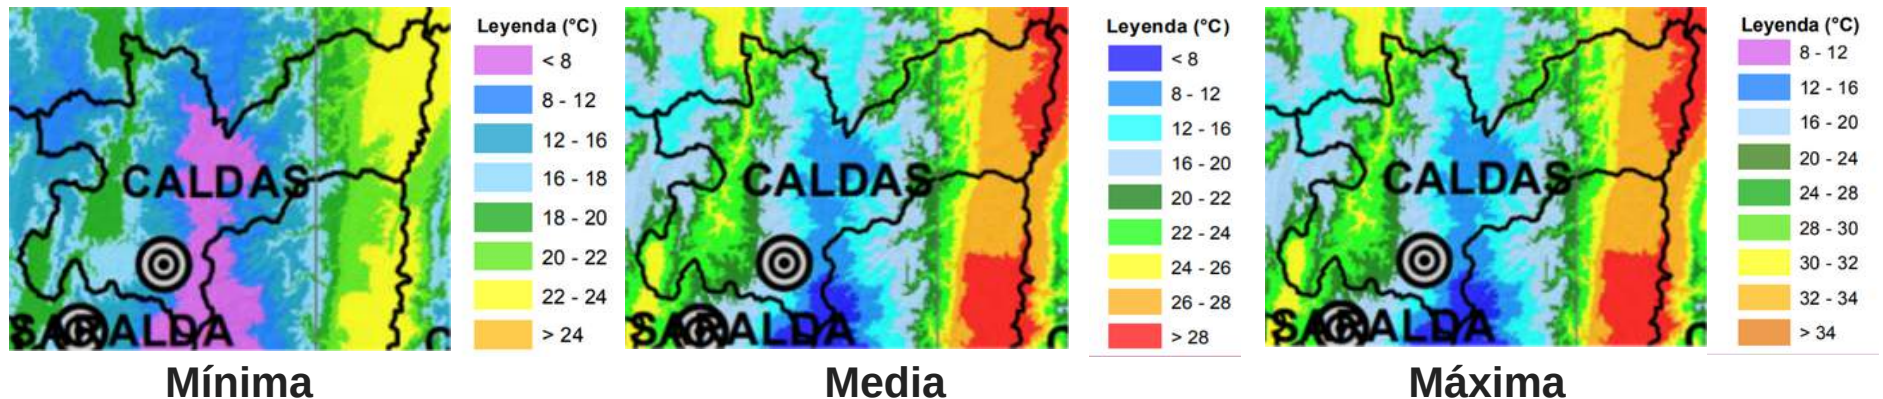 CALDAS
SARALDA
C
Leyenda (°C)
< 8
8 - 12
12 - 16
16 - 18
18 - 20
20 - 22
22 - 24
> 24
Mínima
CALDAS
SARALDA
C
Leyenda (°C)
< 8
8 - 12
12 - 16
16 - 20
20 - 22
22 - 24
24 - 26
26 - 28
> 28
Media
CALDAS
SARALDA
C
Leyenda (°C)
8 - 12
12 - 16
16 - 20
20 - 24
24 - 28
28 - 30
30 - 32
32 - 34
> 34
Máxima